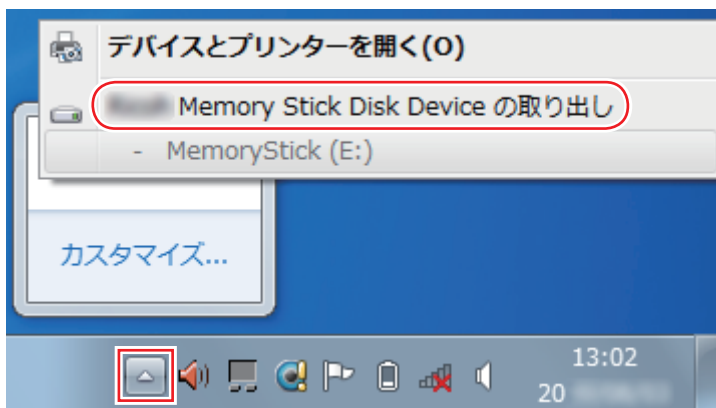 デバイスとプリンターを開く(O)
Memory Stick Disk Device の取り出し
- MemoryStick (E:)
カスタマイズ...
13:02
20